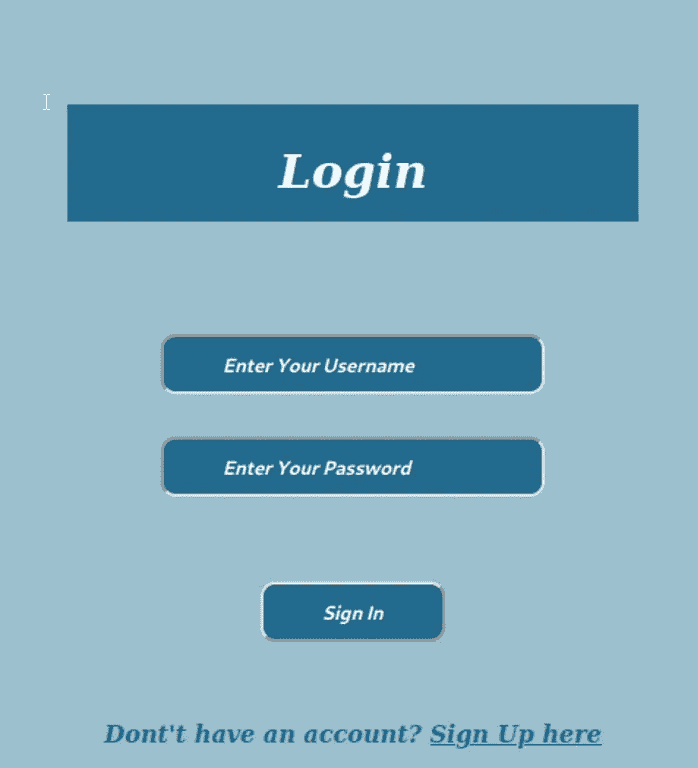 Login
Enter Your Username
Enter Your Password
Sign In
Dont't have an account? Sign Up here